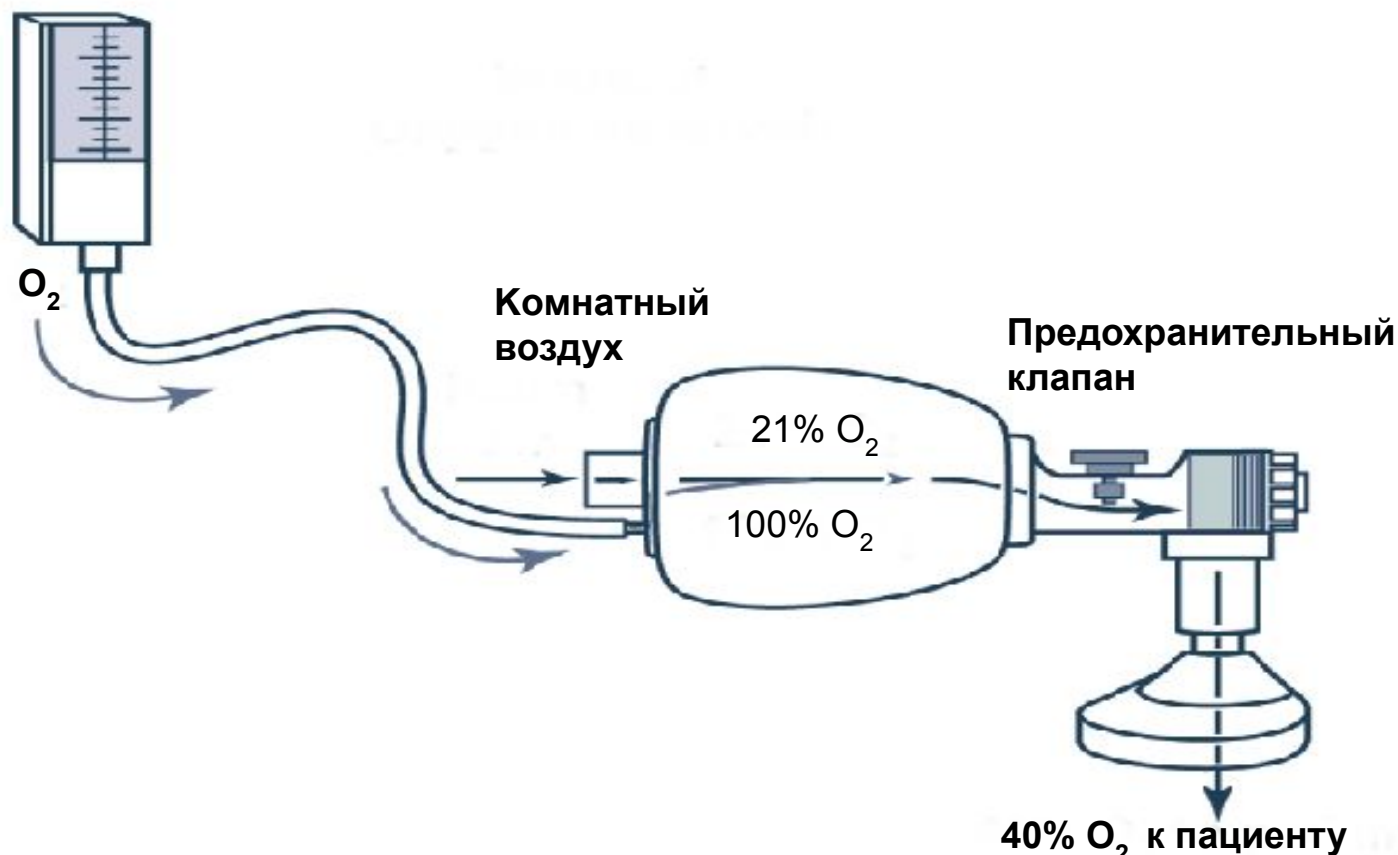 O₂
Комнатный
воздух
Предохранительный
клапан
21% O₂
100% O₂
40% O₂ к пациенту